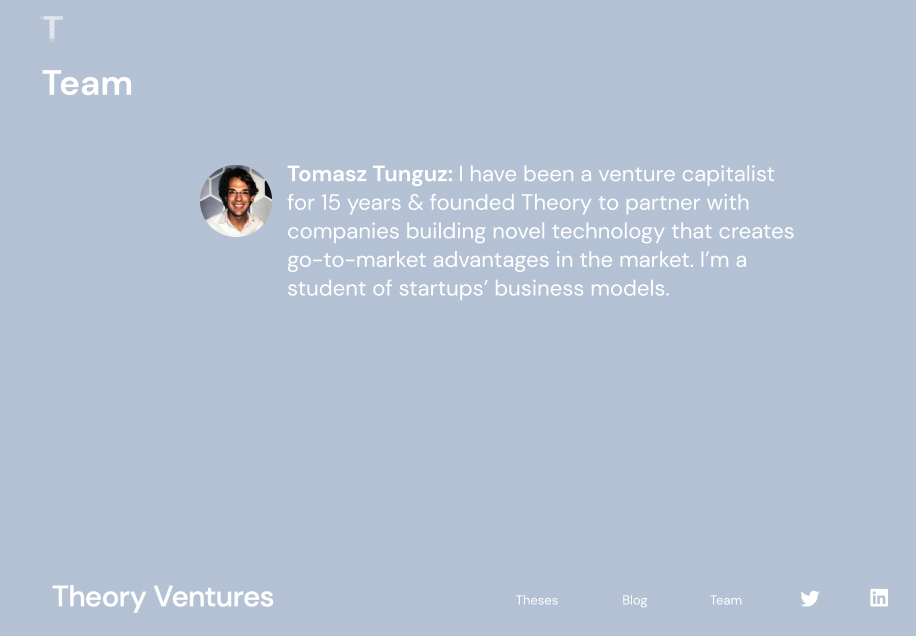 T
Team
Tomasz Tunguz: I have been a venture capitalist
for 15 years & founded Theory to partner with
companies building novel technology that creates
go-to-market advantages in the market. I’m a
student of startups’ business models.
Theory Ventures
Theses Blog Team in